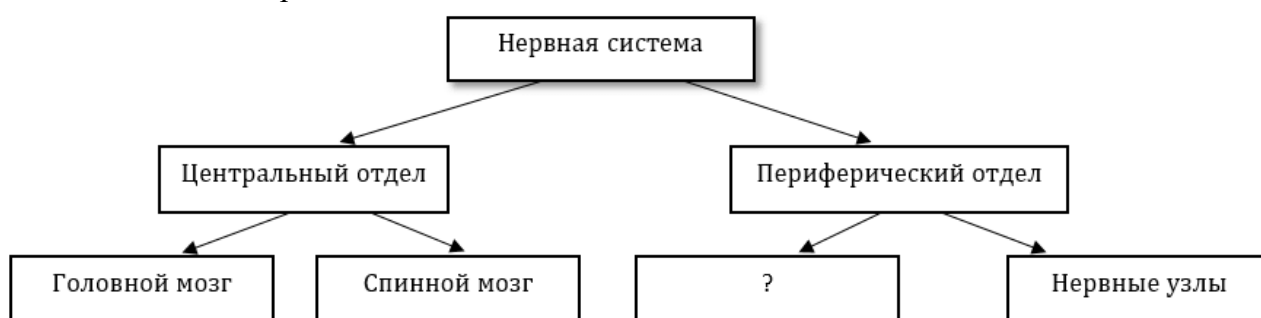 Нервная система
Центральный отдел
Периферический отдел
Головной мозг
Спинной мозг
?
Нервные узлы